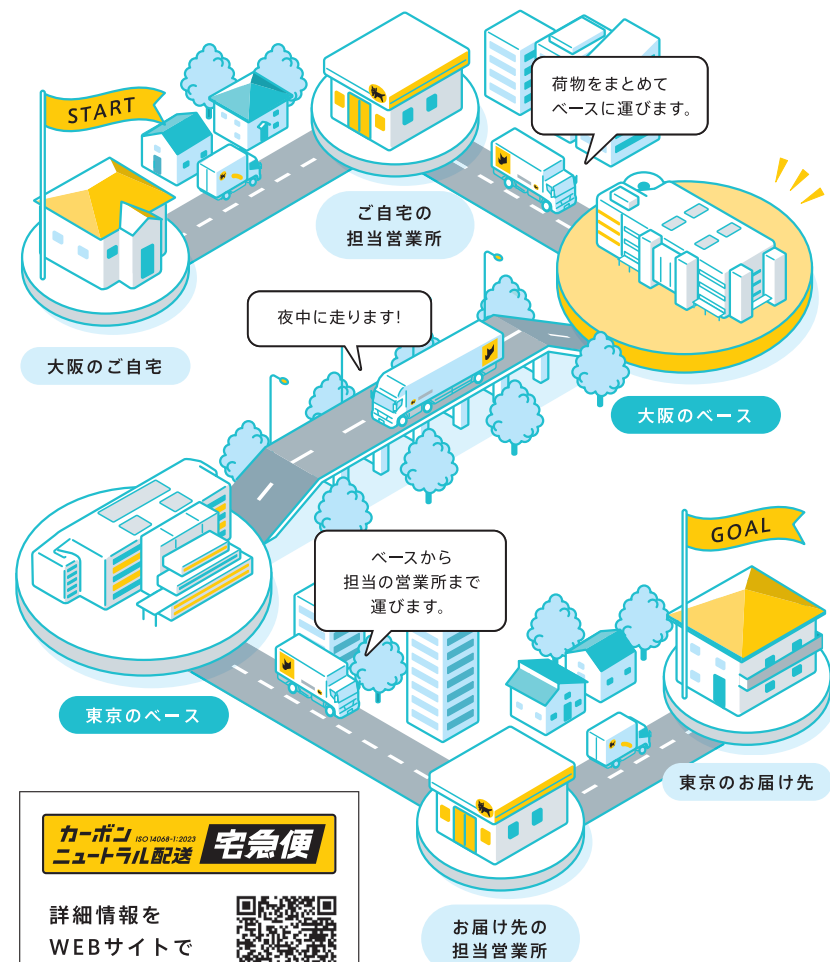 START
荷物をまとめて
ベースに運びます。
ご自宅の
担当営業所
大阪のご自宅
夜中に走ります!
大阪のベース
ベースから
担当の営業所まで
運びます。
GOAL
東京のベース
東京のお届け先
お届け先の
担当営業所
カーボン ISO 14068-1:2023
ニュートラル配送 宅急便
詳細情報を
WEBサイトで